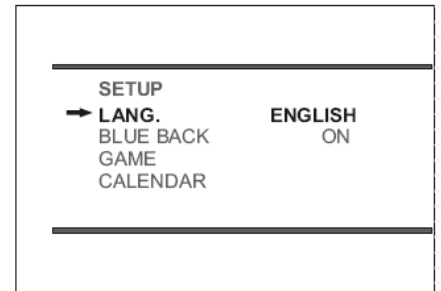 SETUP
LANG. ENGLISH
BLUE BACK ON
GAME
CALENDAR